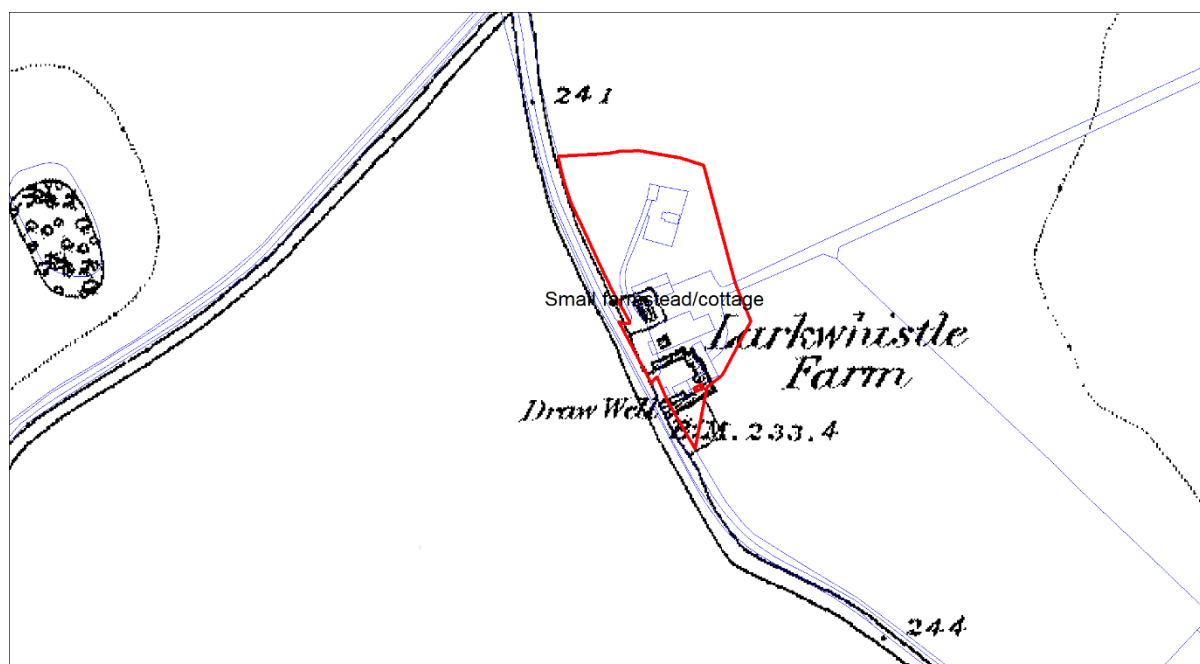 241
Small farmstead/cottage
Larkwhistle
Farm
Draw Well
B.M. 233.4
244